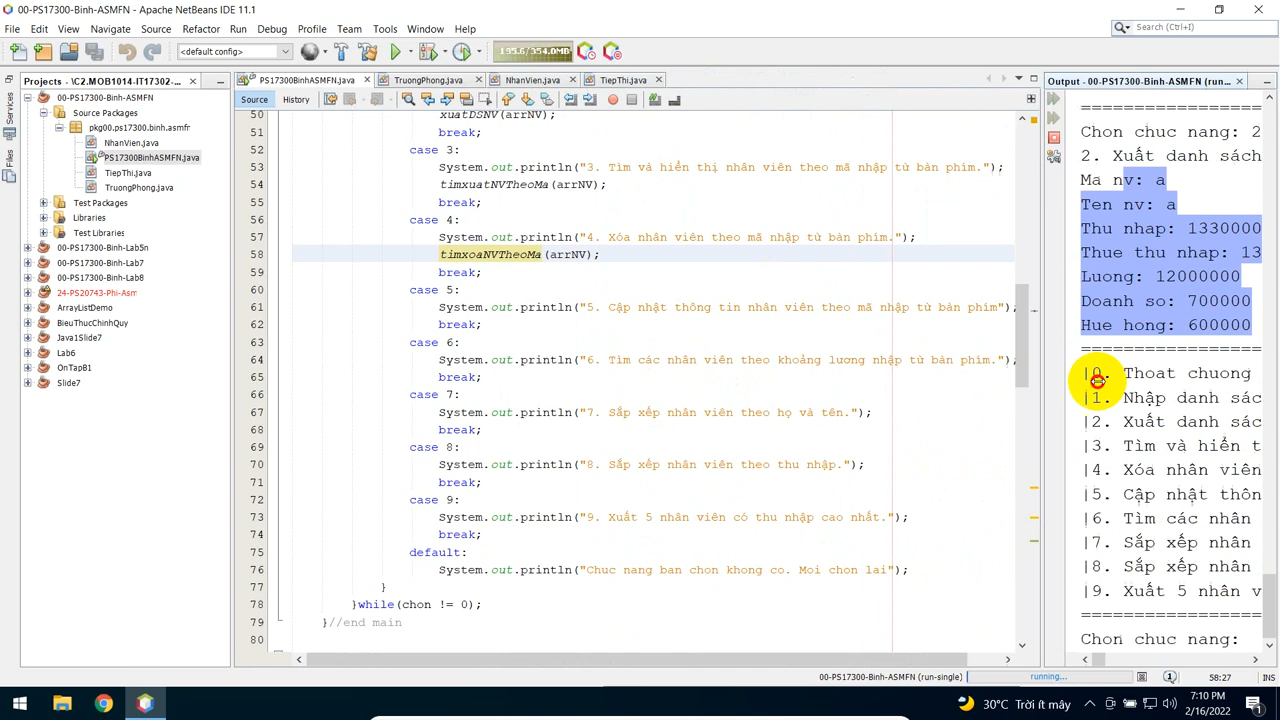 00-PS17300-Binh-ASMFN - Apache NetBeans IDE 11.1
File Edit View Navigate Source Refactor Run Debug Profile Team Tools Window Help
Search (Ctrl+I)
<default config>
195.6/354.0MB
Projects - \C2.MOB1014-IT17302-...
00-PS17300-Binh-ASMFN
Source Packages
pkg00.ps17300.binh.asmfr
NhanVien.java
PS17300BinhASMFN.java
TiepThi.java
TruongPhong.java
Test Packages
Libraries
Test Libraries
00-PS17300-Binh-Lab5n
00-PS17300-Binh-Lab7
00-PS17300-Binh-Lab8
24-PS20743-Phi-Asm
ArrayListDemo
BieuThucChinhQuy
Java1Slide7
Lab6
OnTapB1
Slide7
Services
Files
PS17300BinhASMFN.java TruongPhong.java NhanVien.java TiepThi.java
Source History
50 xuatDSNV(arrNV);
51 break;
52 case 3:
53 System.out.println("3. Tìm và hiển thị nhân viên theo mã nhập từ bàn phím.");
54 timxuatNVTheoMa(arrNV);
55 break;
56 case 4:
57 System.out.println("4. Xóa nhân viên theo mã nhập từ bàn phím.");
58 timxoaNVTheoMa(arrNV);
59 break;
60 case 5:
61 System.out.println("5. Cập nhật thông tin nhân viên theo mã nhập từ bàn phím");
62 break;
63 case 6:
64 System.out.println("6. Tìm các nhân viên theo khoảng lương nhập từ bàn phím.");
65 break;
66 case 7:
67 System.out.println("7. Sắp xếp nhân viên theo họ và tên.");
68 break;
69 case 8:
70 System.out.println("8. Sắp xếp nhân viên theo thu nhập.");
71 break;
72 case 9:
73 System.out.println("9. Xuất 5 nhân viên có thu nhập cao nhất.");
74 break;
75 default:
76 System.out.println("Chuc nang ban chon khong co. Moi chon lai");
77 }
78 }while(chon != 0);
79 }//end main
80
Output - 00-PS17300-Binh-ASMFN (run...
=================
Chon chuc nang: 2
2. Xuất danh sách
Ma nv: a
Ten nv: a
Thu nhap: 1330000
Thue thu nhap: 13
Luong: 12000000
Doanh so: 700000
Hue hong: 600000
=================
|0. Thoat chuong
|1. Nhập danh sác
|2. Xuất danh sác
|3. Tìm và hiển t
|4. Xóa nhân viên
|5. Cập nhật thôn
|6. Tìm các nhân
|7. Sắp xếp nhân
|8. Sắp xếp nhân
|9. Xuất 5 nhân v
=================
Chon chuc nang:
00-PS17300-Binh-ASMFN (run-single) running... 1 58:27 INS
30°C Trời ít mây
7:10 PM
2/16/2022
1